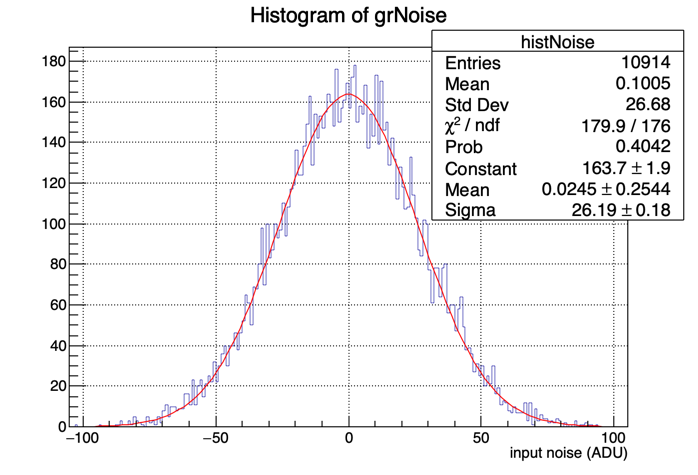 Histogram of grNoise
histNoise
Entries 10914
Mean 0.1005
Std Dev 26.68
χ² / ndf 179.9 / 176
Prob 0.4042
Constant 163.7 ± 1.9
Mean 0.0245 ± 0.2544
Sigma 26.19 ± 0.18
180
160
140
120
100
80
60
40
20
0
−100 −50 0 50 100
input noise (ADU)